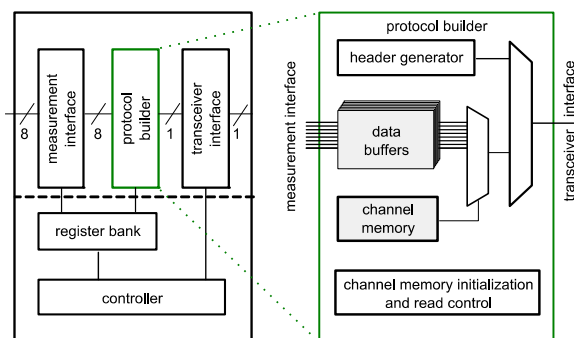 measurement
interface
protocol
builder
transceiver
interface
8
8
1
1
register bank
controller
protocol builder
header generator
measurement interface
data
buffers
channel
memory
transceiver interface
channel memory initialization
and read control